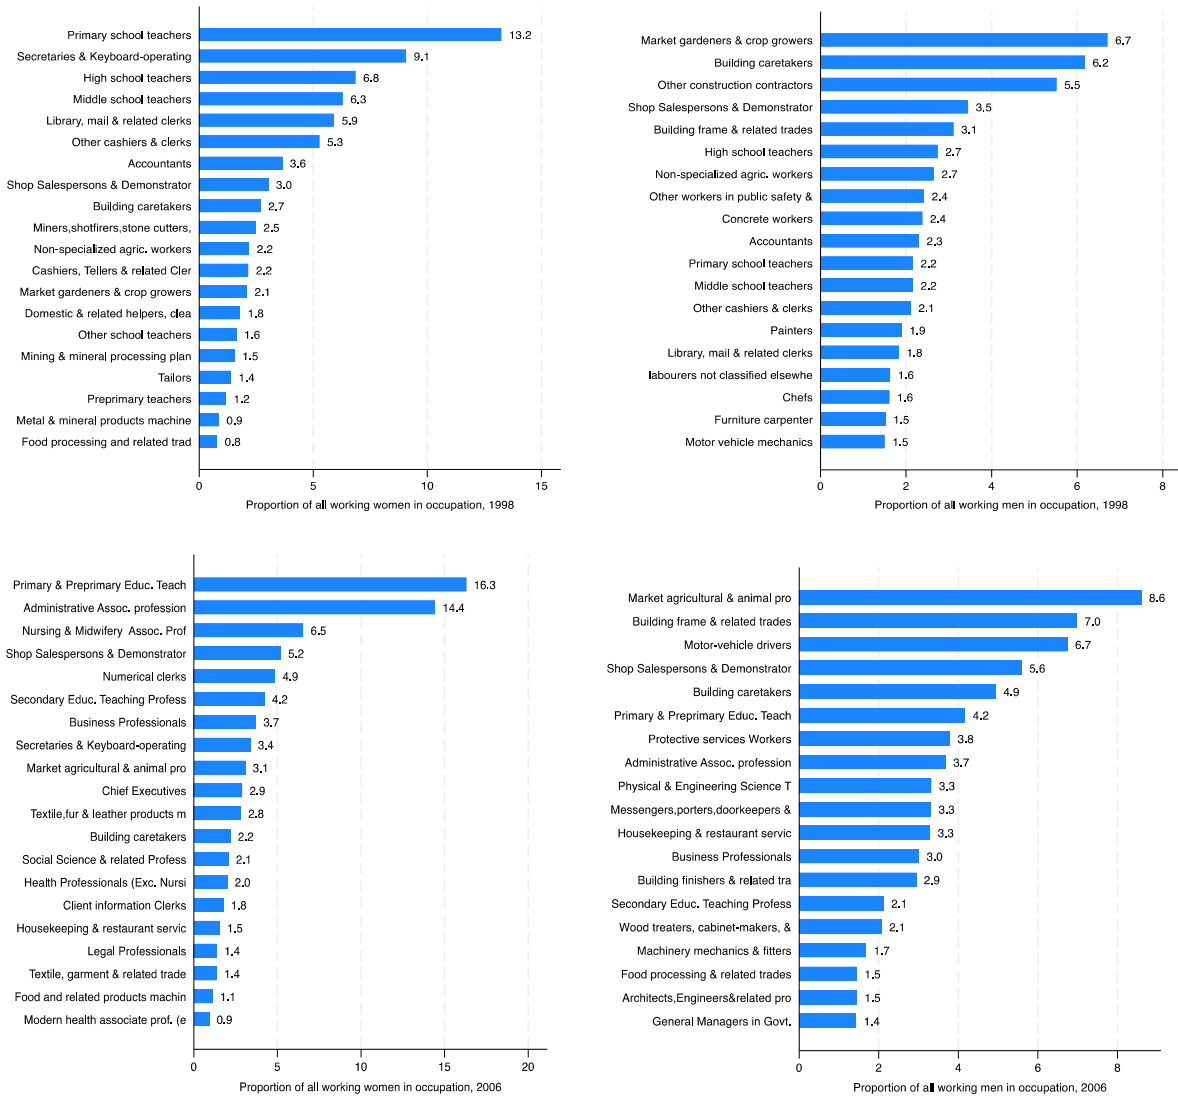 Primary school teachers 13.2
Secretaries & Keyboard-operating 9.1
High school teachers 6.8
Middle school teachers 6.3
Library, mail & related clerks 5.9
Other cashiers & clerks 5.3
Accountants 3.6
Shop Salespersons & Demonstrator 3.0
Building caretakers 2.7
Miners,shotfirers,stone cutters, 2.5
Non-specialized agric. workers 2.2
Cashiers, Tellers & related Cler 2.2
Market gardeners & crop growers 2.1
Domestic & related helpers, clea 1.8
Other school teachers 1.6
Mining & mineral processing plan 1.5
Tailors 1.4
Preprimary teachers 1.2
Metal & mineral products machine 0.9
Food processing and related trad 0.8
0 5 10 15
Proportion of all working women in occupation, 1998
Market gardeners & crop growers 6.7
Building caretakers 6.2
Other construction contractors 5.5
Shop Salespersons & Demonstrator 3.5
Building frame & related trades 3.1
High school teachers 2.7
Non-specialized agric. workers 2.7
Other workers in public safety & 2.4
Concrete workers 2.4
Accountants 2.3
Primary school teachers 2.2
Middle school teachers 2.2
Other cashiers & clerks 2.1
Painters 1.9
Library, mail & related clerks 1.8
labourers not classified elsewhe 1.6
Chefs 1.6
Furniture carpenter 1.5
Motor vehicle mechanics 1.5
0 2 4 6 8
Proportion of all working men in occupation, 1998
Primary & Preprimary Educ. Teach 16.3
Administrative Assoc. profession 14.4
Nursing & Midwifery Assoc. Prof 6.5
Shop Salespersons & Demonstrator 5.2
Numerical clerks 4.9
Secondary Educ. Teaching Profess 4.2
Business Professionals 3.7
Secretaries & Keyboard-operating 3.4
Market agricultural & animal pro 3.1
Chief Executives 2.9
Textile,fur & leather products m 2.8
Building caretakers 2.2
Social Science & related Profess 2.1
Health Professionals (Exc. Nursi 2.0
Client information Clerks 1.8
Housekeeping & restaurant servic 1.5
Legal Professionals 1.4
Textile, garment & related trade 1.4
Food and related products machin 1.1
Modern health associate prof. (e 0.9
0 5 10 15 20
Proportion of all working women in occupation, 2006
Market agricultural & animal pro 8.6
Building frame & related trades 7.0
Motor-vehicle drivers 6.7
Shop Salespersons & Demonstrator 5.6
Building caretakers 4.9
Primary & Preprimary Educ. Teach 4.2
Protective services Workers 3.8
Administrative Assoc. profession 3.7
Physical & Engineering Science T 3.3
Messengers,porters,doorkeepers & 3.3
Housekeeping & restaurant servic 3.3
Business Professionals 3.0
Building finishers & related tra 2.9
Secondary Educ. Teaching Profess 2.1
Wood treaters, cabinet-makers, & 2.1
Machinery mechanics & fitters 1.7
Food processing & related trades 1.5
Architects,Engineers&related pro 1.5
General Managers in Govt. 1.4
0 2 4 6 8
Proportion of all working men in occupation, 2006